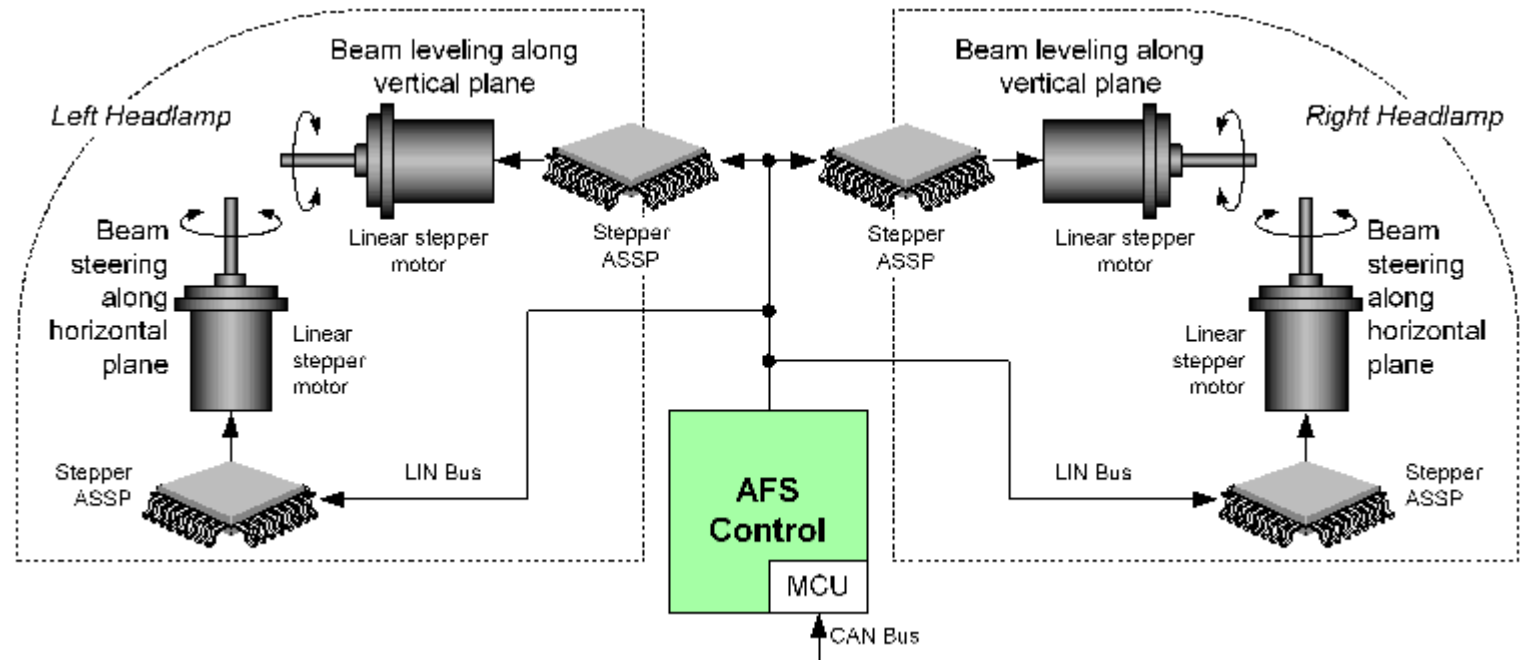 Beam leveling along
vertical plane
Left Headlamp
Linear stepper
motor
Stepper
ASSP
Beam
steering
along
horizontal
plane
Linear
stepper
motor
Stepper
ASSP
LIN Bus
Beam leveling along
vertical plane
Right Headlamp
Stepper
ASSP
Linear stepper
motor
Beam
steering
along
horizontal
plane
Linear
stepper
motor
LIN Bus
Stepper
ASSP
AFS
Control
MCU
CAN Bus